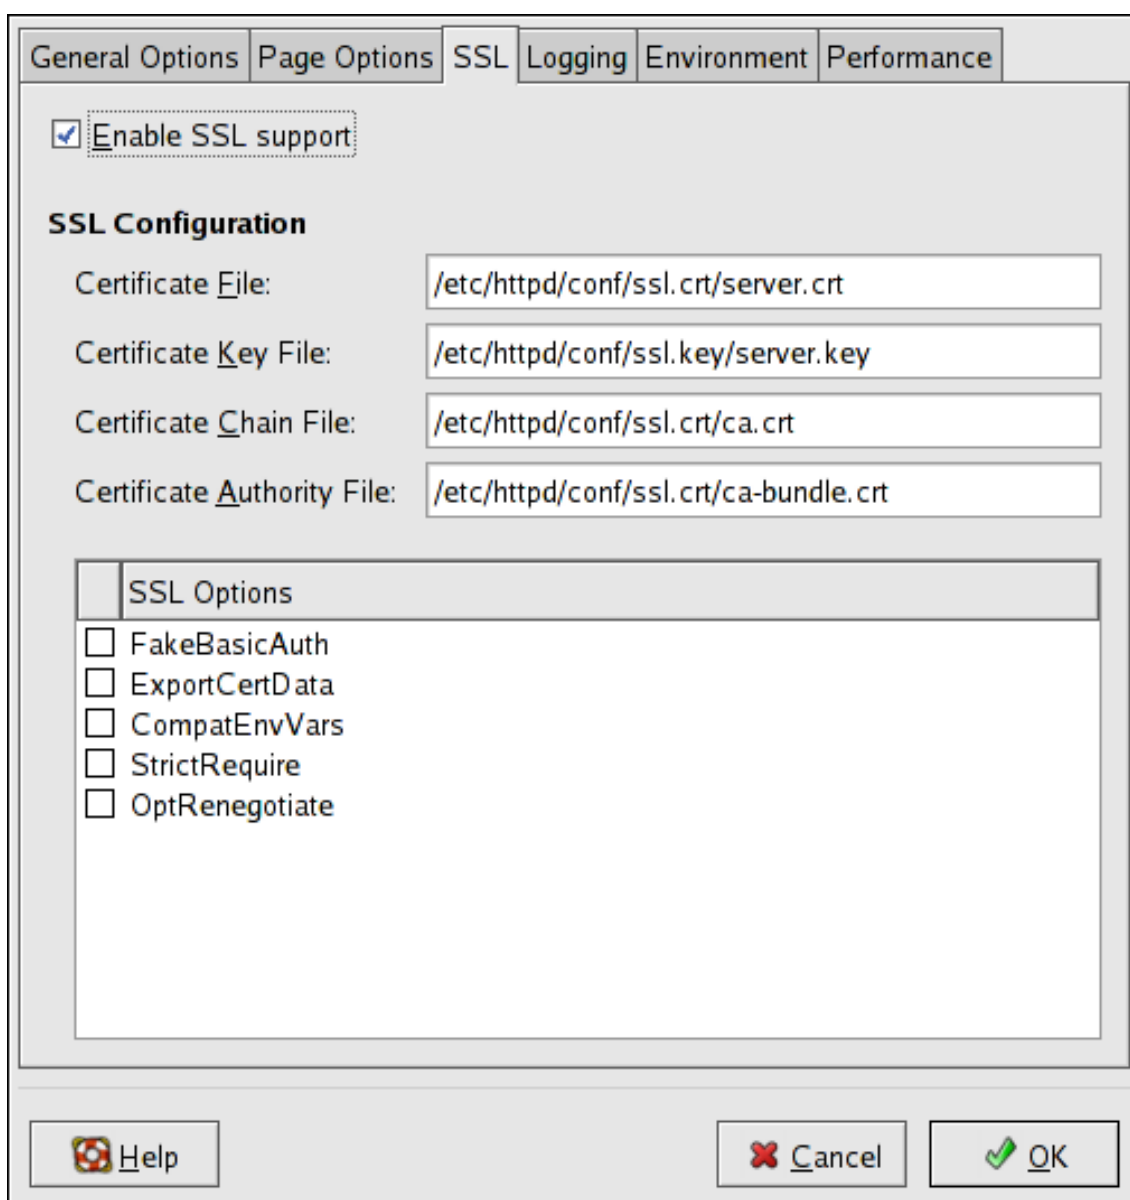 General Options Page Options SSL Logging Environment Performance
Enable SSL support
SSL Configuration
Certificate File: /etc/httpd/conf/ssl.crt/server.crt
Certificate Key File: /etc/httpd/conf/ssl.key/server.key
Certificate Chain File: /etc/httpd/conf/ssl.crt/ca.crt
Certificate Authority File: /etc/httpd/conf/ssl.crt/ca-bundle.crt
SSL Options
FakeBasicAuth
ExportCertData
CompatEnvVars
StrictRequire
OptRenegotiate
Help Cancel OK